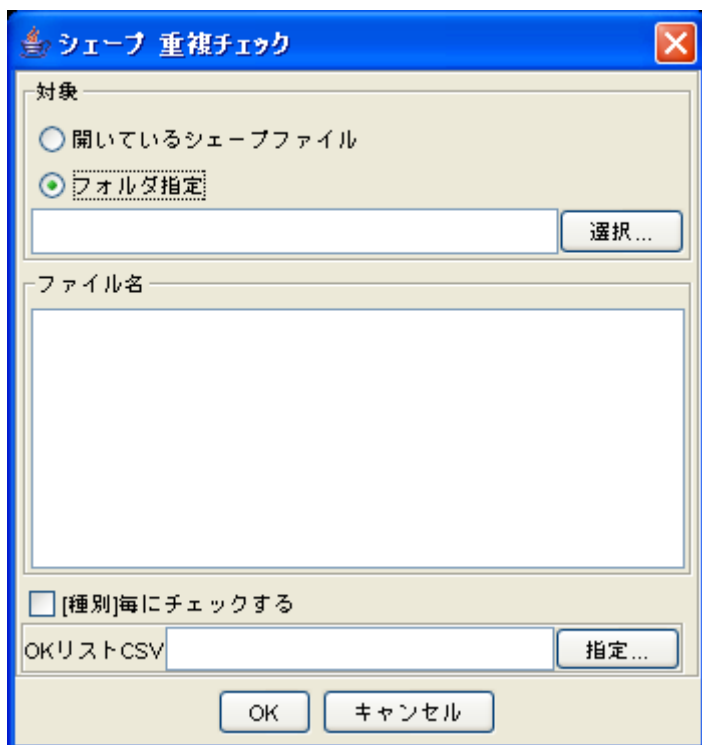 シェープ 重複チェック
対象
開いているシェープファイル
フォルダ指定
選択...
ファイル名
[種別]毎にチェックする
OKリストCSV
指定...
OK
キャンセル